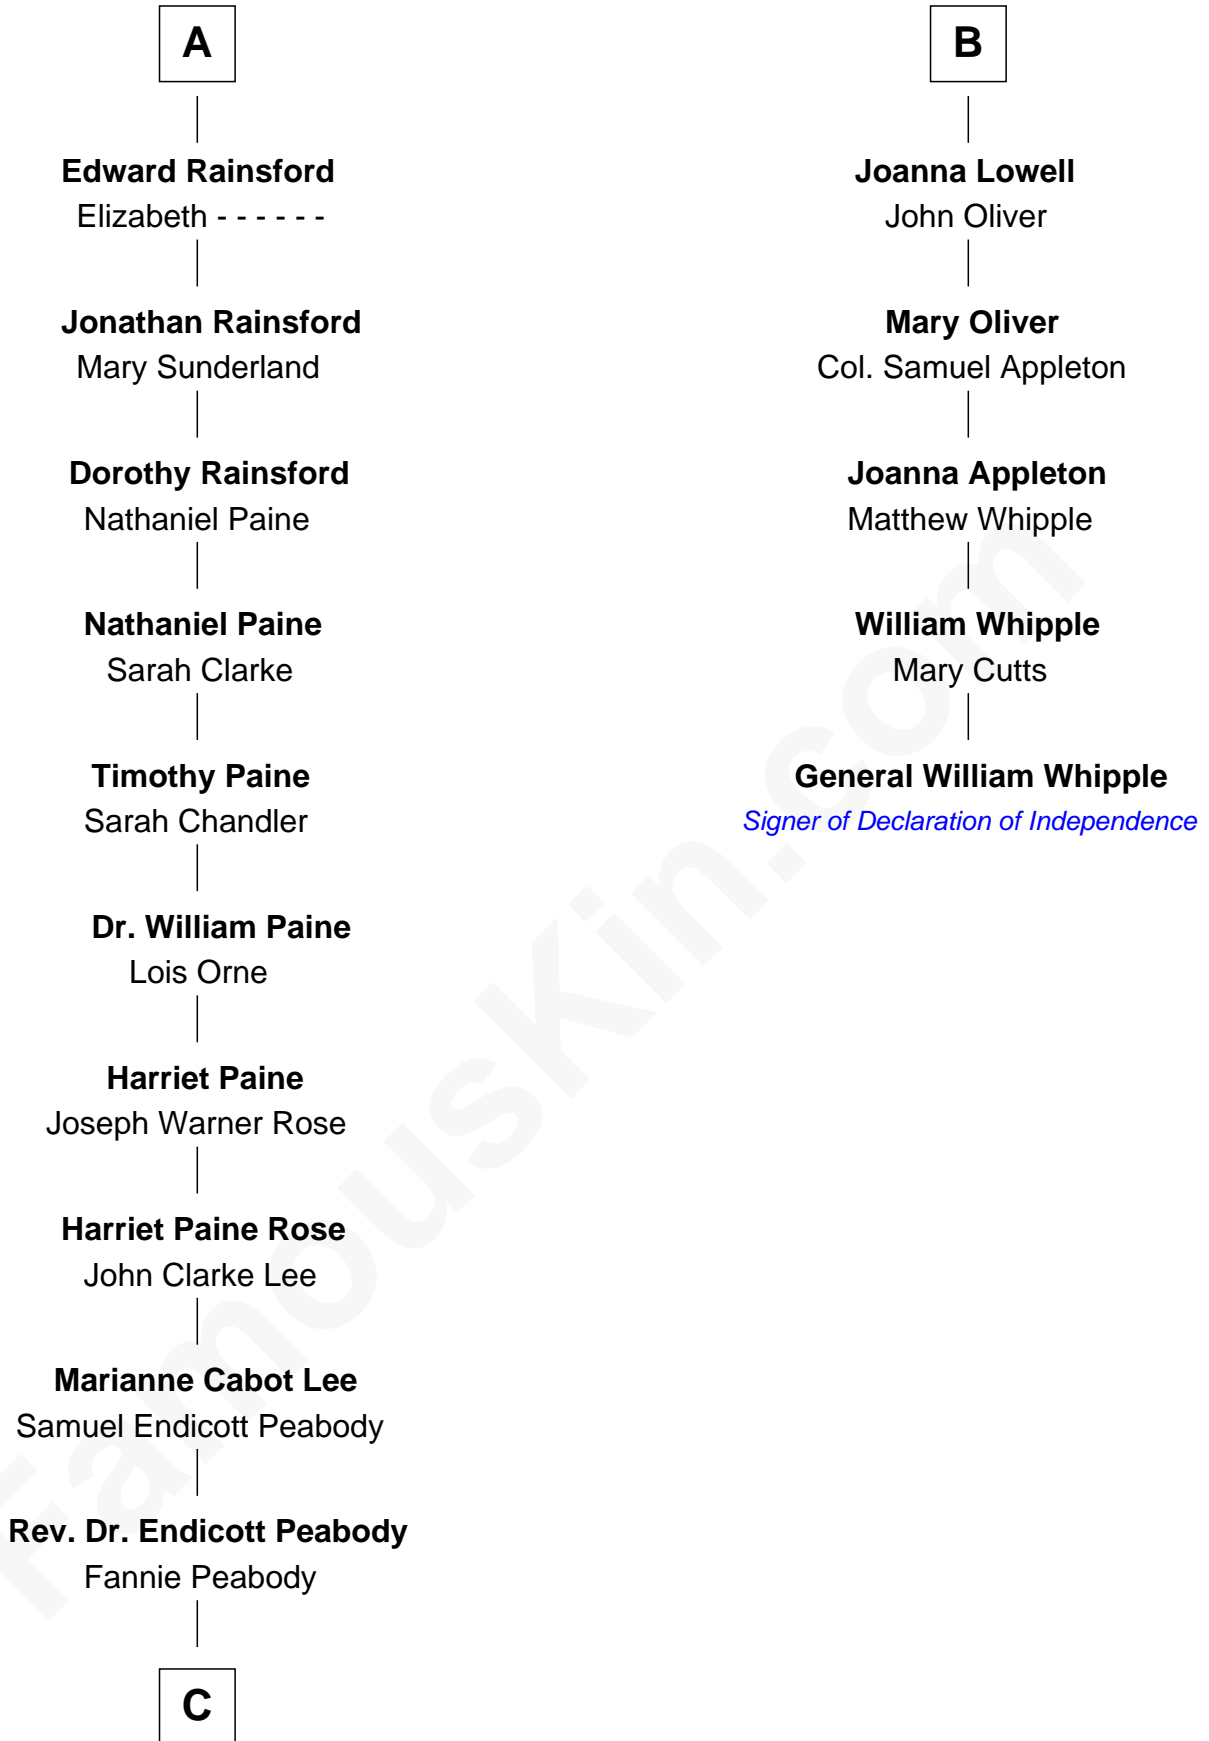 A
Edward Rainsford
Elizabeth - - - - - -
Jonathan Rainsford
Mary Sunderland
Dorothy Rainsford
Nathaniel Paine
Nathaniel Paine
Sarah Clarke
Timothy Paine
Sarah Chandler
Dr. William Paine
Lois Orne
Harriet Paine
Joseph Warner Rose
Harriet Paine Rose
John Clarke Lee
Marianne Cabot Lee
Samuel Endicott Peabody
Rev. Dr. Endicott Peabody
Fannie Peabody
C
B
Joanna Lowell
John Oliver
Mary Oliver
Col. Samuel Appleton
Joanna Appleton
Matthew Whipple
William Whipple
Mary Cutts
General William Whipple
Signer of Declaration of Independence
FamousKin.com